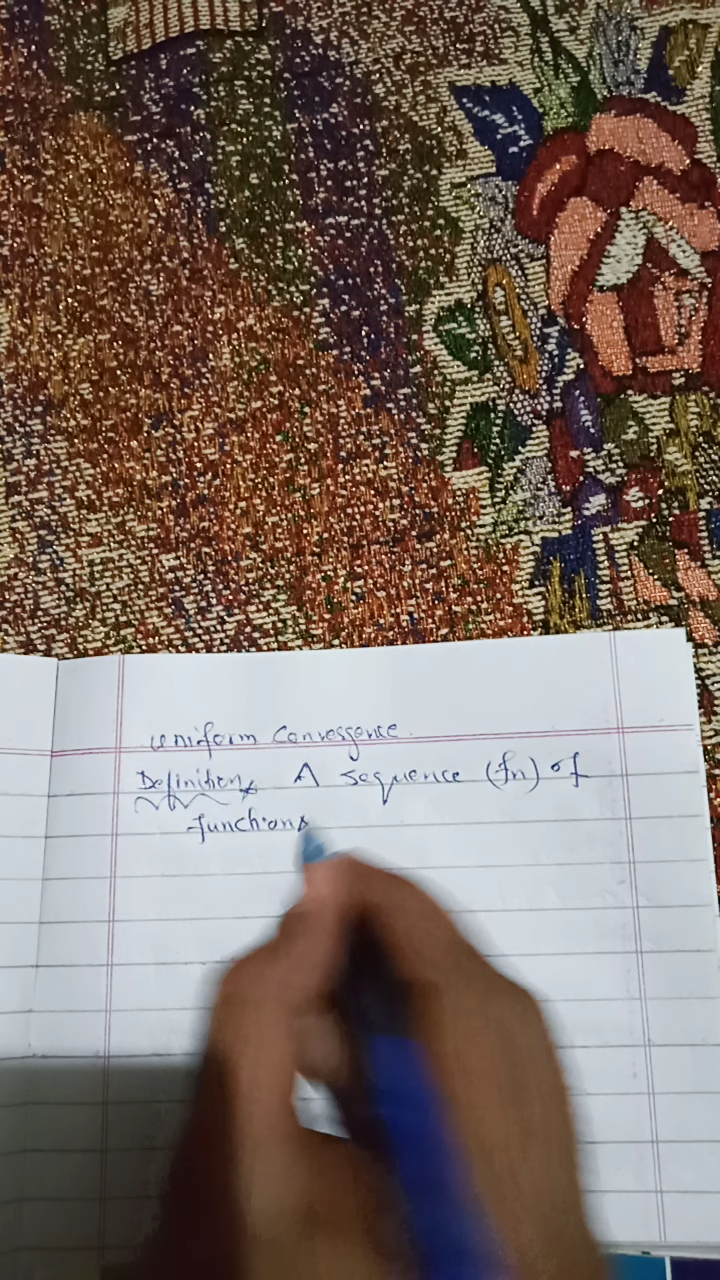 Uniform Convergence.
Definition: A sequence (fn) of
functions